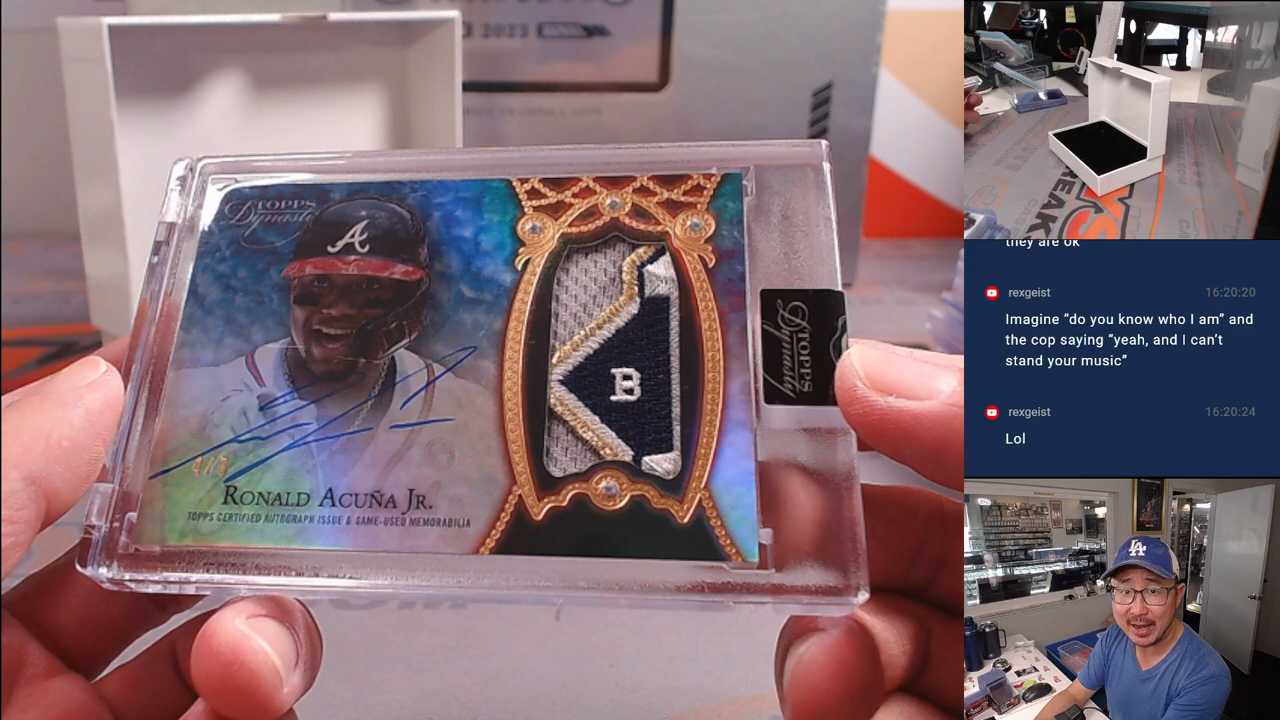 2023
TOPPS
Dynasty
A
B
TOPPS
Dynasty
RONALD ACUÑA JR.
TOPPS CERTIFIED AUTOGRAPH ISSUE & GAME-USED MEMORABILIA
they are ok
rexgeist 16:20:20
Imagine “do you know who I am” and
the cop saying “yeah, and I can’t
stand your music”
rexgeist 16:20:24
Lol
LA